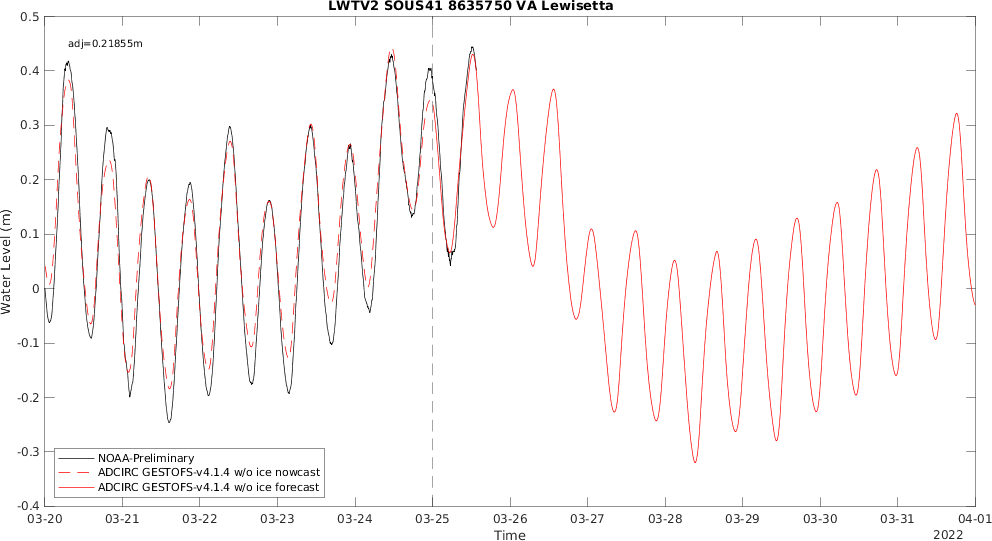 LWTV2 SOUS41 8635750 VA Lewisetta
adj=0.21855m
0.5
0.4
0.3
0.2
0.1
0
-0.1
-0.2
-0.3
-0.4
Water Level (m)
NOAA-Preliminary
ADCIRC GESTOFS-v4.1.4 w/o ice nowcast
ADCIRC GESTOFS-v4.1.4 w/o ice forecast
03-20 03-21 03-22 03-23 03-24 03-25 03-26 03-27 03-28 03-29 03-30 03-31 04-01
Time
2022